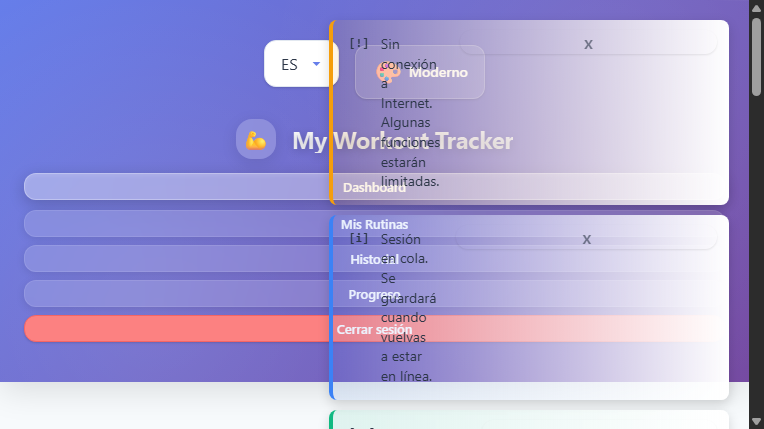 ES
Moderno
My Workout Tracker
Dashboard
Mis Rutinas
Historial
Progreso
Cerrar sesión
[!]
Sin
conexión
a
Internet.
Algunas
funciones
estarán
limitadas.
X
[i]
Sesión
en cola.
Se
guardará
cuando
vuelvas
a estar
en línea.
X